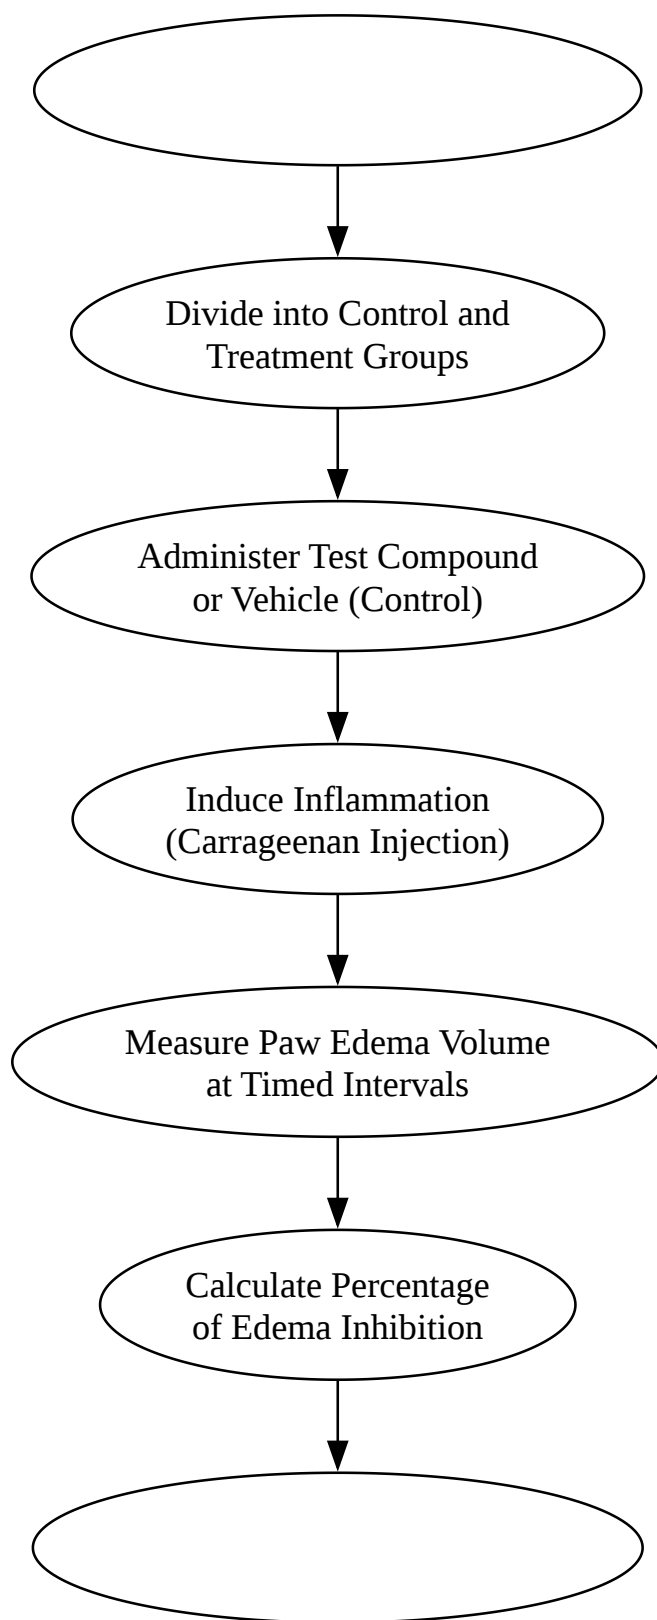 Divide into Control and
Treatment Groups
Administer Test Compound
or Vehicle (Control)
Induce Inflammation
(Carrageenan Injection)
Measure Paw Edema Volume
at Timed Intervals
Calculate Percentage
of Edema Inhibition